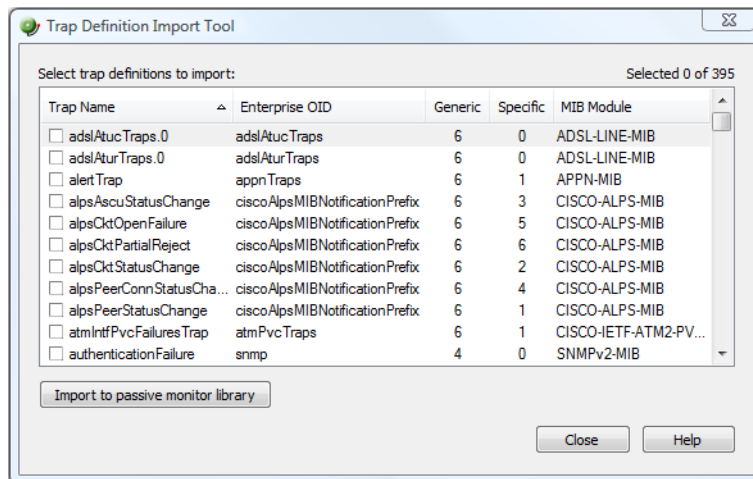 Trap Definition Import Tool
Select trap definitions to import: Selected 0 of 395
Trap Name Enterprise OID Generic Specific MIB Module
adslAtucTraps.0 adslAtucTraps 6 0 ADSL-LINE-MIB
adslAturTraps.0 adslAturTraps 6 0 ADSL-LINE-MIB
alertTrap appnTraps 6 1 APPN-MIB
alpsAscuStatusChange ciscoAlpsMIBNotificationPrefix 6 3 CISCO-ALPS-MIB
alpsCktOpenFailure ciscoAlpsMIBNotificationPrefix 6 5 CISCO-ALPS-MIB
alpsCktPartialReject ciscoAlpsMIBNotificationPrefix 6 6 CISCO-ALPS-MIB
alpsCktStatusChange ciscoAlpsMIBNotificationPrefix 6 2 CISCO-ALPS-MIB
alpsPeerConnStatusCha... ciscoAlpsMIBNotificationPrefix 6 4 CISCO-ALPS-MIB
alpsPeerStatusChange ciscoAlpsMIBNotificationPrefix 6 1 CISCO-ALPS-MIB
atmIntfPvcFailuresTrap atmPvcTraps 6 1 CISCO-IETF-ATM2-PV...
authenticationFailure snmp 4 0 SNMPv2-MIB
Import to passive monitor library
Close Help